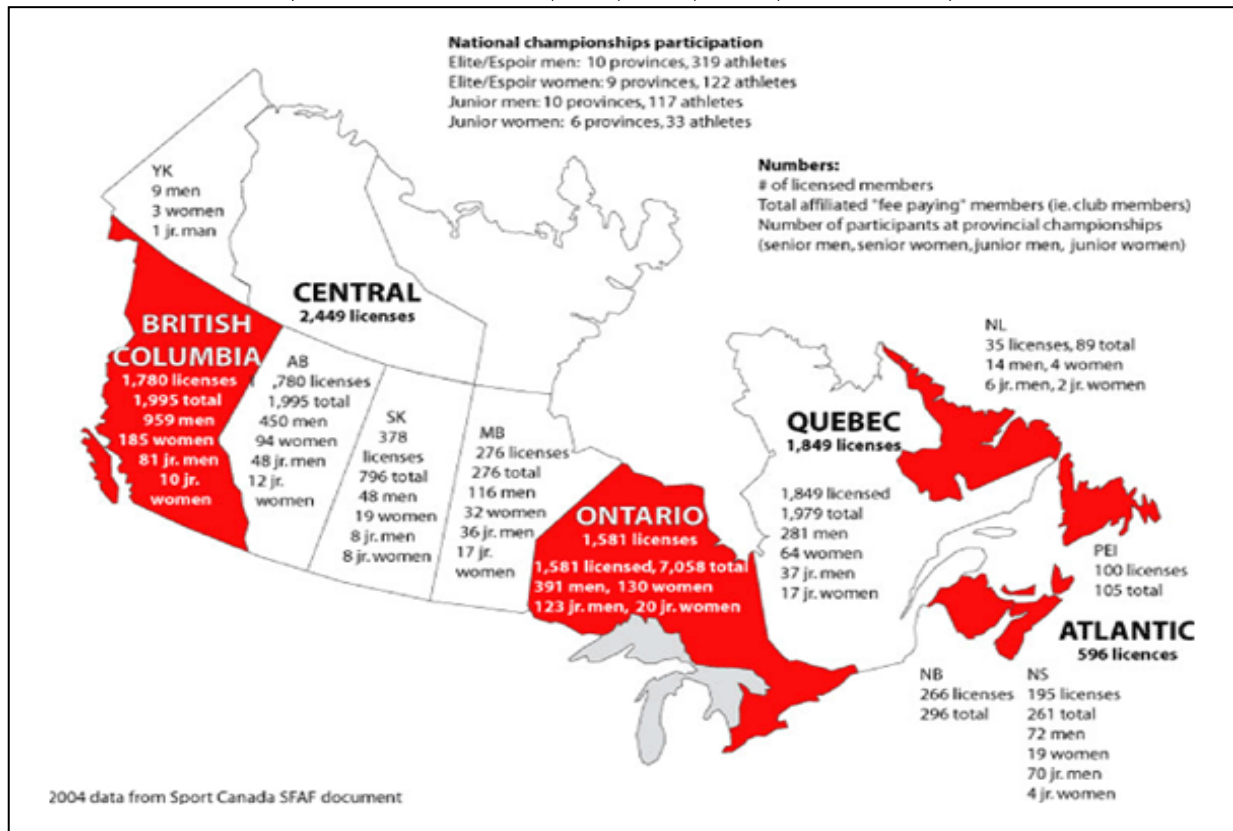 National championships participation
Elite/Espoir men: 10 provinces, 319 athletes
Elite/Espoir women: 9 provinces, 122 athletes
Junior men: 10 provinces, 117 athletes
Junior women: 6 provinces, 33 athletes
Numbers:
# of licensed members
Total affiliated "fee paying" members (ie. club members)
Number of participants at provincial championships
(senior men, senior women, junior men, junior women)
YK
9 men
3 women
1 jr. man
CENTRAL
2,449 licenses
BRITISH
COLUMBIA
1,780 licenses
1,995 total
959 men
185 women
81 jr. men
10 jr.
women
AB
,780 licenses
1,995 total
450 men
94 women
48 jr. men
12 jr.
women
SK
378
licenses
796 total
48 men
19 women
8 jr. men
8 jr. women
MB
276 licenses
276 total
116 men
32 women
36 jr. men
17 jr.
women
ONTARIO
1,581 licenses
1,581 licensed, 7,058 total
391 men, 130 women
123 jr. men, 20 jr. women
QUEBEC
1,849 licenses
1,849 licensed
1,979 total
281 men
64 women
37 jr. men
17 jr. women
NL
35 licenses, 89 total
14 men, 4 women
6 jr. men, 2 jr. women
PEI
100 licenses
105 total
ATLANTIC
596 licences
NB
266 licenses
296 total
NS
195 licenses
261 total
72 men
19 women
70 jr. men
4 jr. women
2004 data from Sport Canada SFAF document